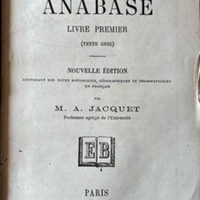 ANABASE
LIVRE PREMIER
(TEXTE GREC)
NOUVELLE ÉDITION
CONTENANT DES NOTES HISTORIQUES, GÉOGRAPHIQUES ET GRAMMATICALES
EN FRANÇAIS
PAR
M. A. JACQUET
Professeur agrégé de l'Université
EB
PARIS